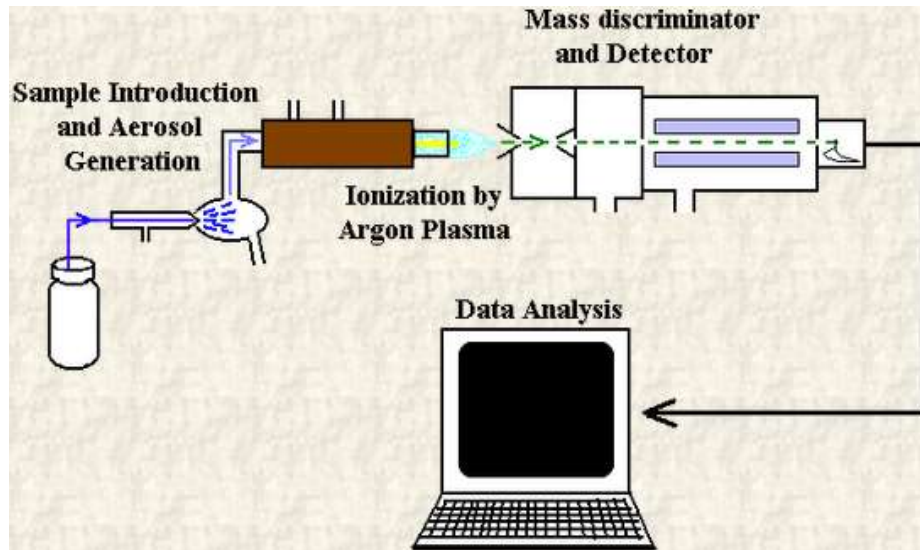 Mass discriminator
and Detector
Sample Introduction
and Aerosol
Generation
Ionization by
Argon Plasma
Data Analysis